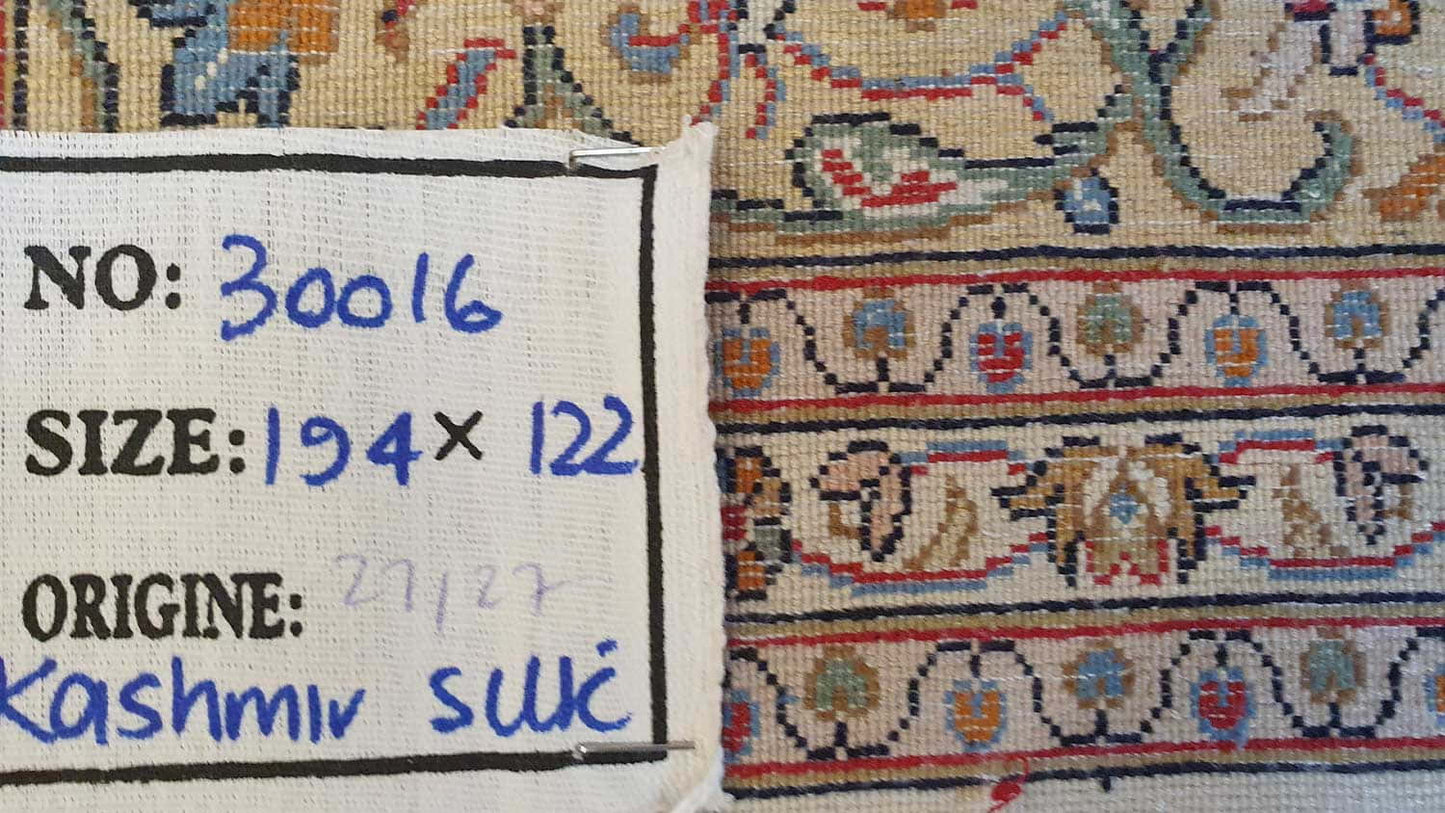 NO: 30016
SIZE: 194 x 122
ORIGINE: 27/27
Kashmir silk